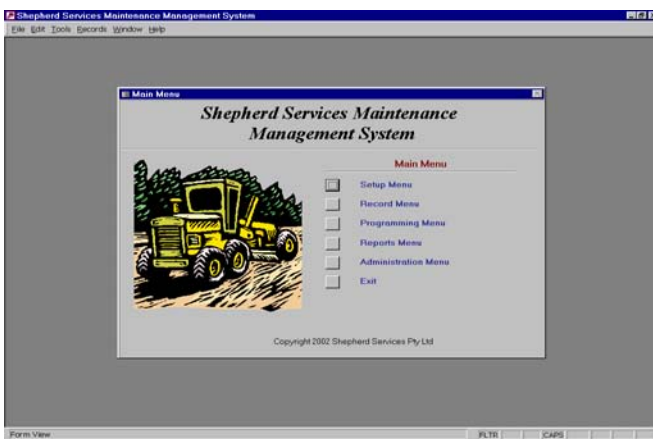 Shepherd Services Maintenance Management System
File Edit Tools Records Window Help
Main Menu
Shepherd Services Maintenance
Management System
Main Menu
Setup Menu
Record Menu
Programming Menu
Reports Menu
Administration Menu
Exit
Copyright 2002 Shepherd Services Pty Ltd
Form View FLTR CAPS